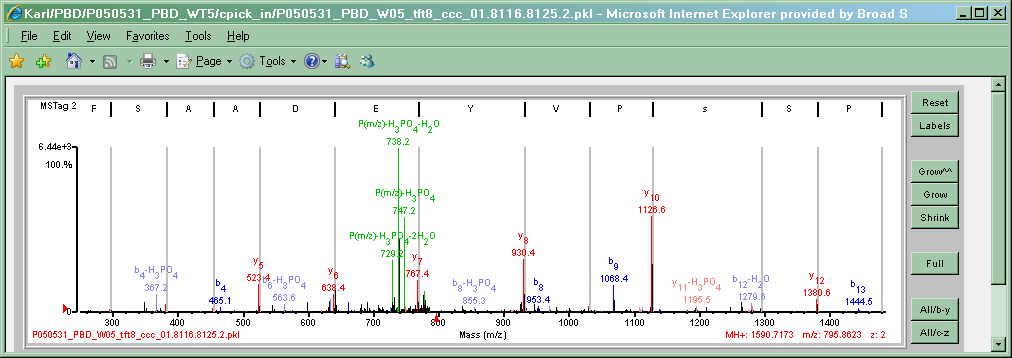 Karl/PBD/P050531_PBD_WT5/cpick_in/P050531_PBD_W05_tft8_ccc_01.8116.8125.2.pkl - Microsoft Internet Explorer provided by Broad S
File Edit View Favorites Tools Help
Page Tools
MSTag 2 F S A A D E Y V P s S P
Reset
Labels
Grow^^
Grow
Shrink
Full
All/b-y
All/c-z
6.44e+3
100.%
P(m/z)-H3PO4-H2O
738.2
P(m/z)-H3PO4
747.2
P(m/z)-H3PO4-2H2O
729.2
y10
1126.6
y8
930.4
y7
767.4
b4-H3PO4
367.2
b4
465.1
y5
523.4
b6-H3PO4
563.6
y6
638.4
b8-H3PO4
855.3
b8
953.4
b9
1068.4
y11-H3PO4
1195.5
b12-H2O
1279.6
y12
1380.6
b13
1444.5
300 400 500 600 700 800 900 1000 1100 1200 1300 1400
P050531_PBD_W05_tft8_ccc_01.8116.8125.2.pkl Mass (m/z) MH+: 1590.7173 m/z: 795.8623 z: 2